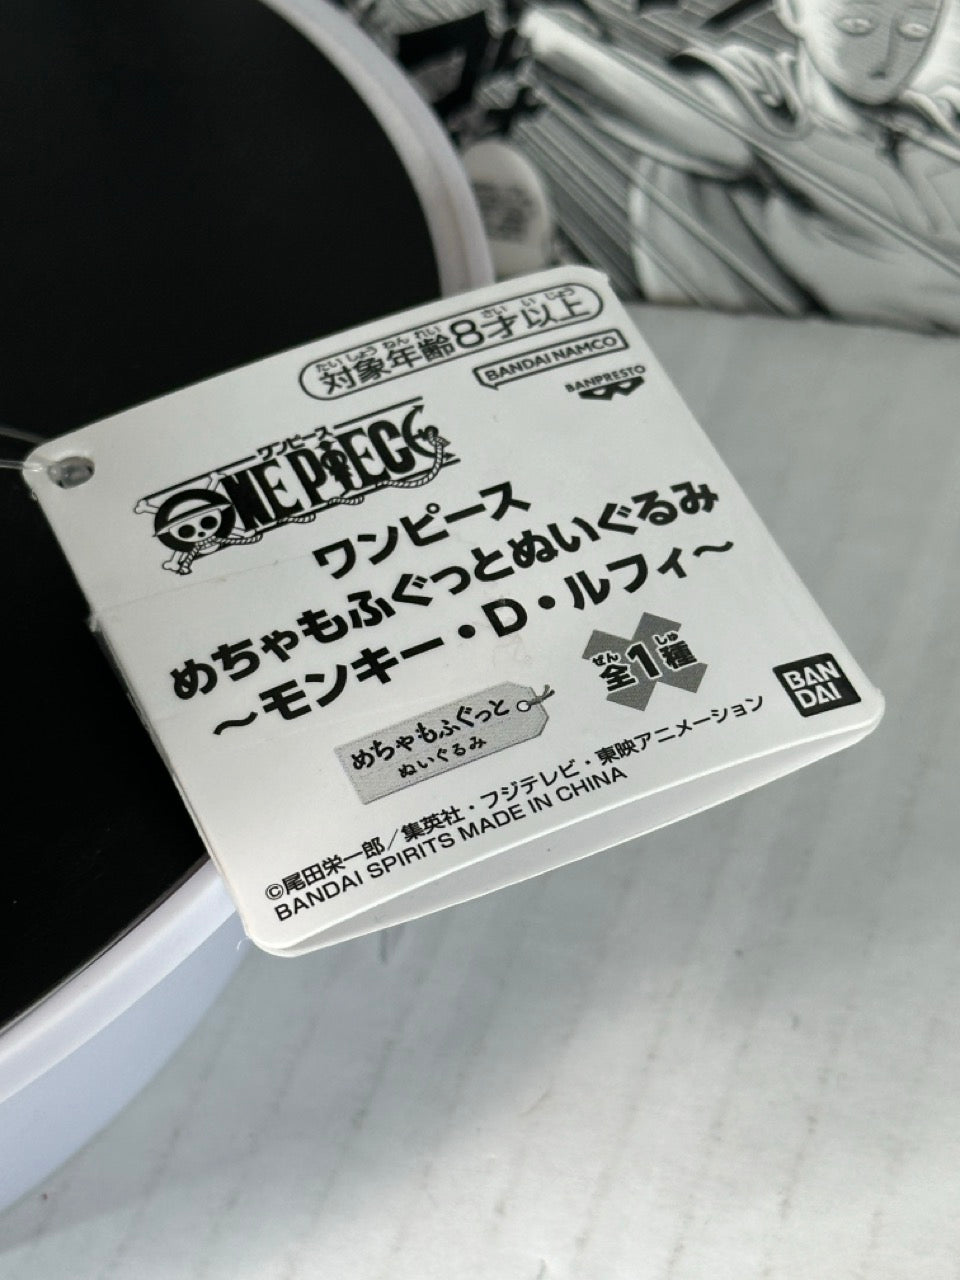 対象年齢8才以上
たいしょうねんれい さい いじょう
BANDAI NAMCO
BANPRESTO
ワンピース
ONE PIECE
ワンピース
めちゃもふぐっとぬいぐるみ
～モンキー・D・ルフィ～
ぜん しゅ
全1種
めちゃもふぐっと
ぬいぐるみ
BAN
DAI
©尾田栄一郎／集英社・フジテレビ・東映アニメーション
BANDAI SPIRITS MADE IN CHINA